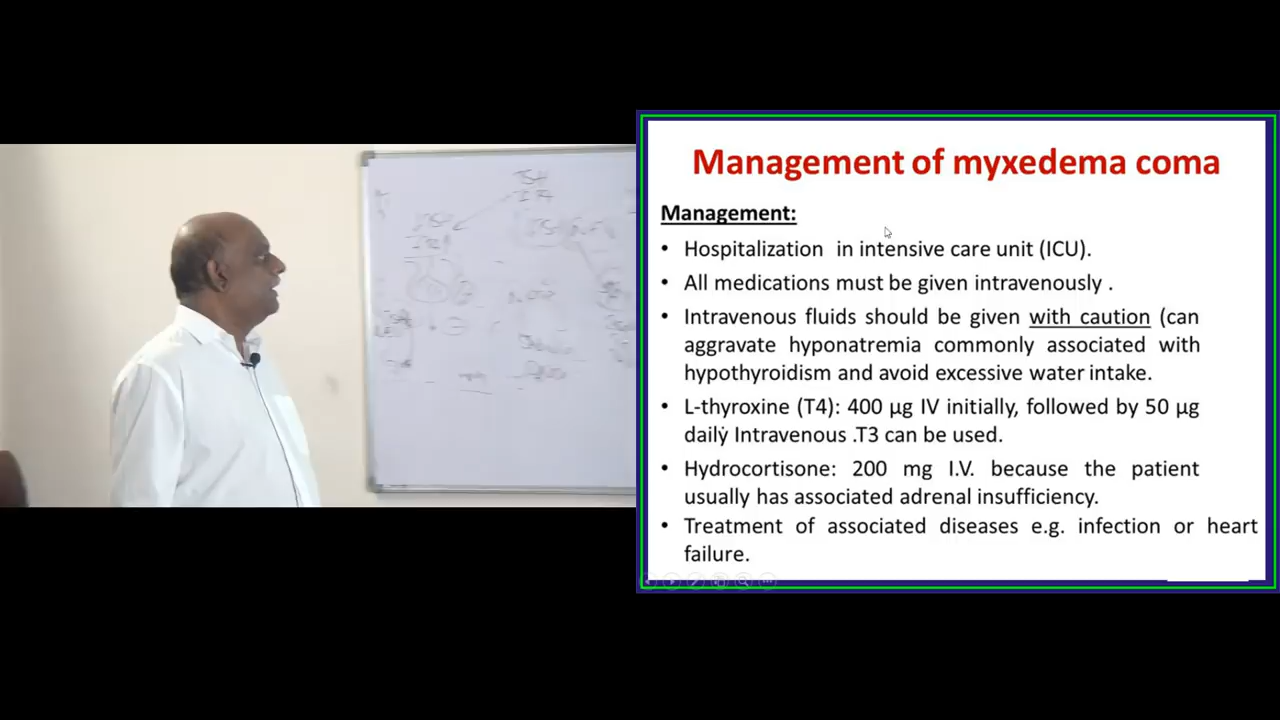 TSH
Management of myxedema coma
Management:
• Hospitalization in intensive care unit (ICU).
• All medications must be given intravenously .
• Intravenous fluids should be given with caution (can
aggravate hyponatremia commonly associated with
hypothyroidism and avoid excessive water intake.
• L-thyroxine (T4): 400 µg IV initially, followed by 50 µg
daily Intravenous .T3 can be used.
• Hydrocortisone: 200 mg I.V. because the patient
usually has associated adrenal insufficiency.
• Treatment of associated diseases e.g. infection or heart
failure.